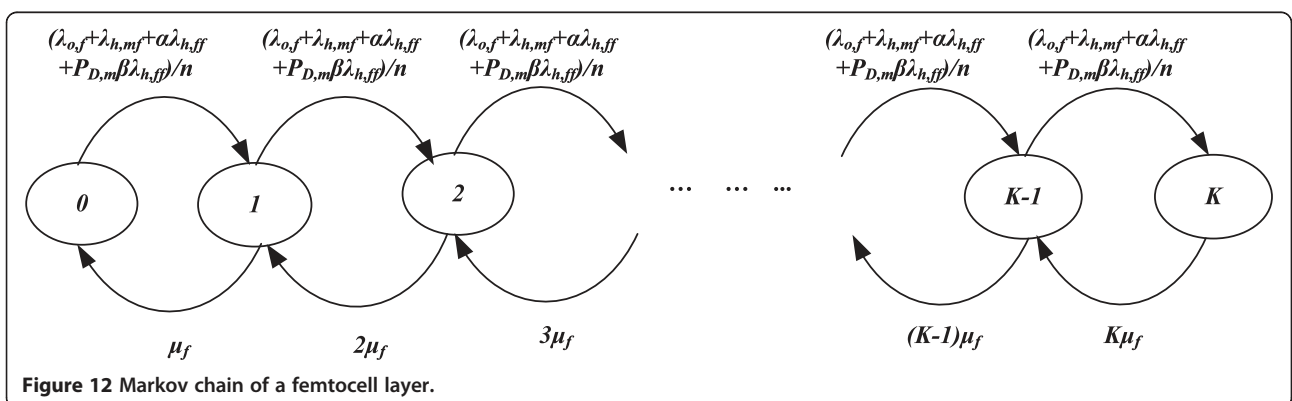 (λo,f+λh,mf+αλh,ff (λo,f+λh,mf+αλh,ff (λo,f+λh,mf+αλh,ff (λo,f+λh,mf+αλh,ff (λo,f+λh,mf+αλh,ff
+PD,mβλh,ff)/n +PD,mβλh,ff)/n +PD,mβλh,ff)/n +PD,mβλh,ff)/n +PD,mβλh,ff)/n
0 1 2 ... ... ... K-1 K
μf 2μf 3μf (K-1)μf Kμf
Figure 12 Markov chain of a femtocell layer.